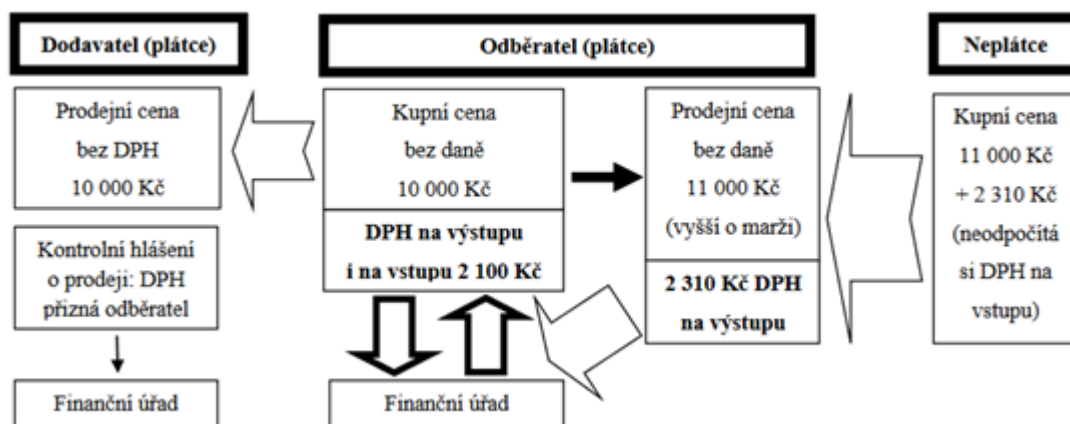 Dodavatel (plátce)
Odběratel (plátce)
Neplátce
Prodejní cena
bez DPH
10 000 Kč
Kontrolní hlášení
o prodeji: DPH
přizná odběratel
Finanční úřad
Kupní cena
bez daně
10 000 Kč
DPH na výstupu
i na vstupu 2 100 Kč
Finanční úřad
Prodejní cena
bez daně
11 000 Kč
(vyšší o marži)
2 310 Kč DPH
na výstupu
Kupní cena
11 000 Kč
+ 2 310 Kč
(neodpočítá
si DPH na
vstupu)